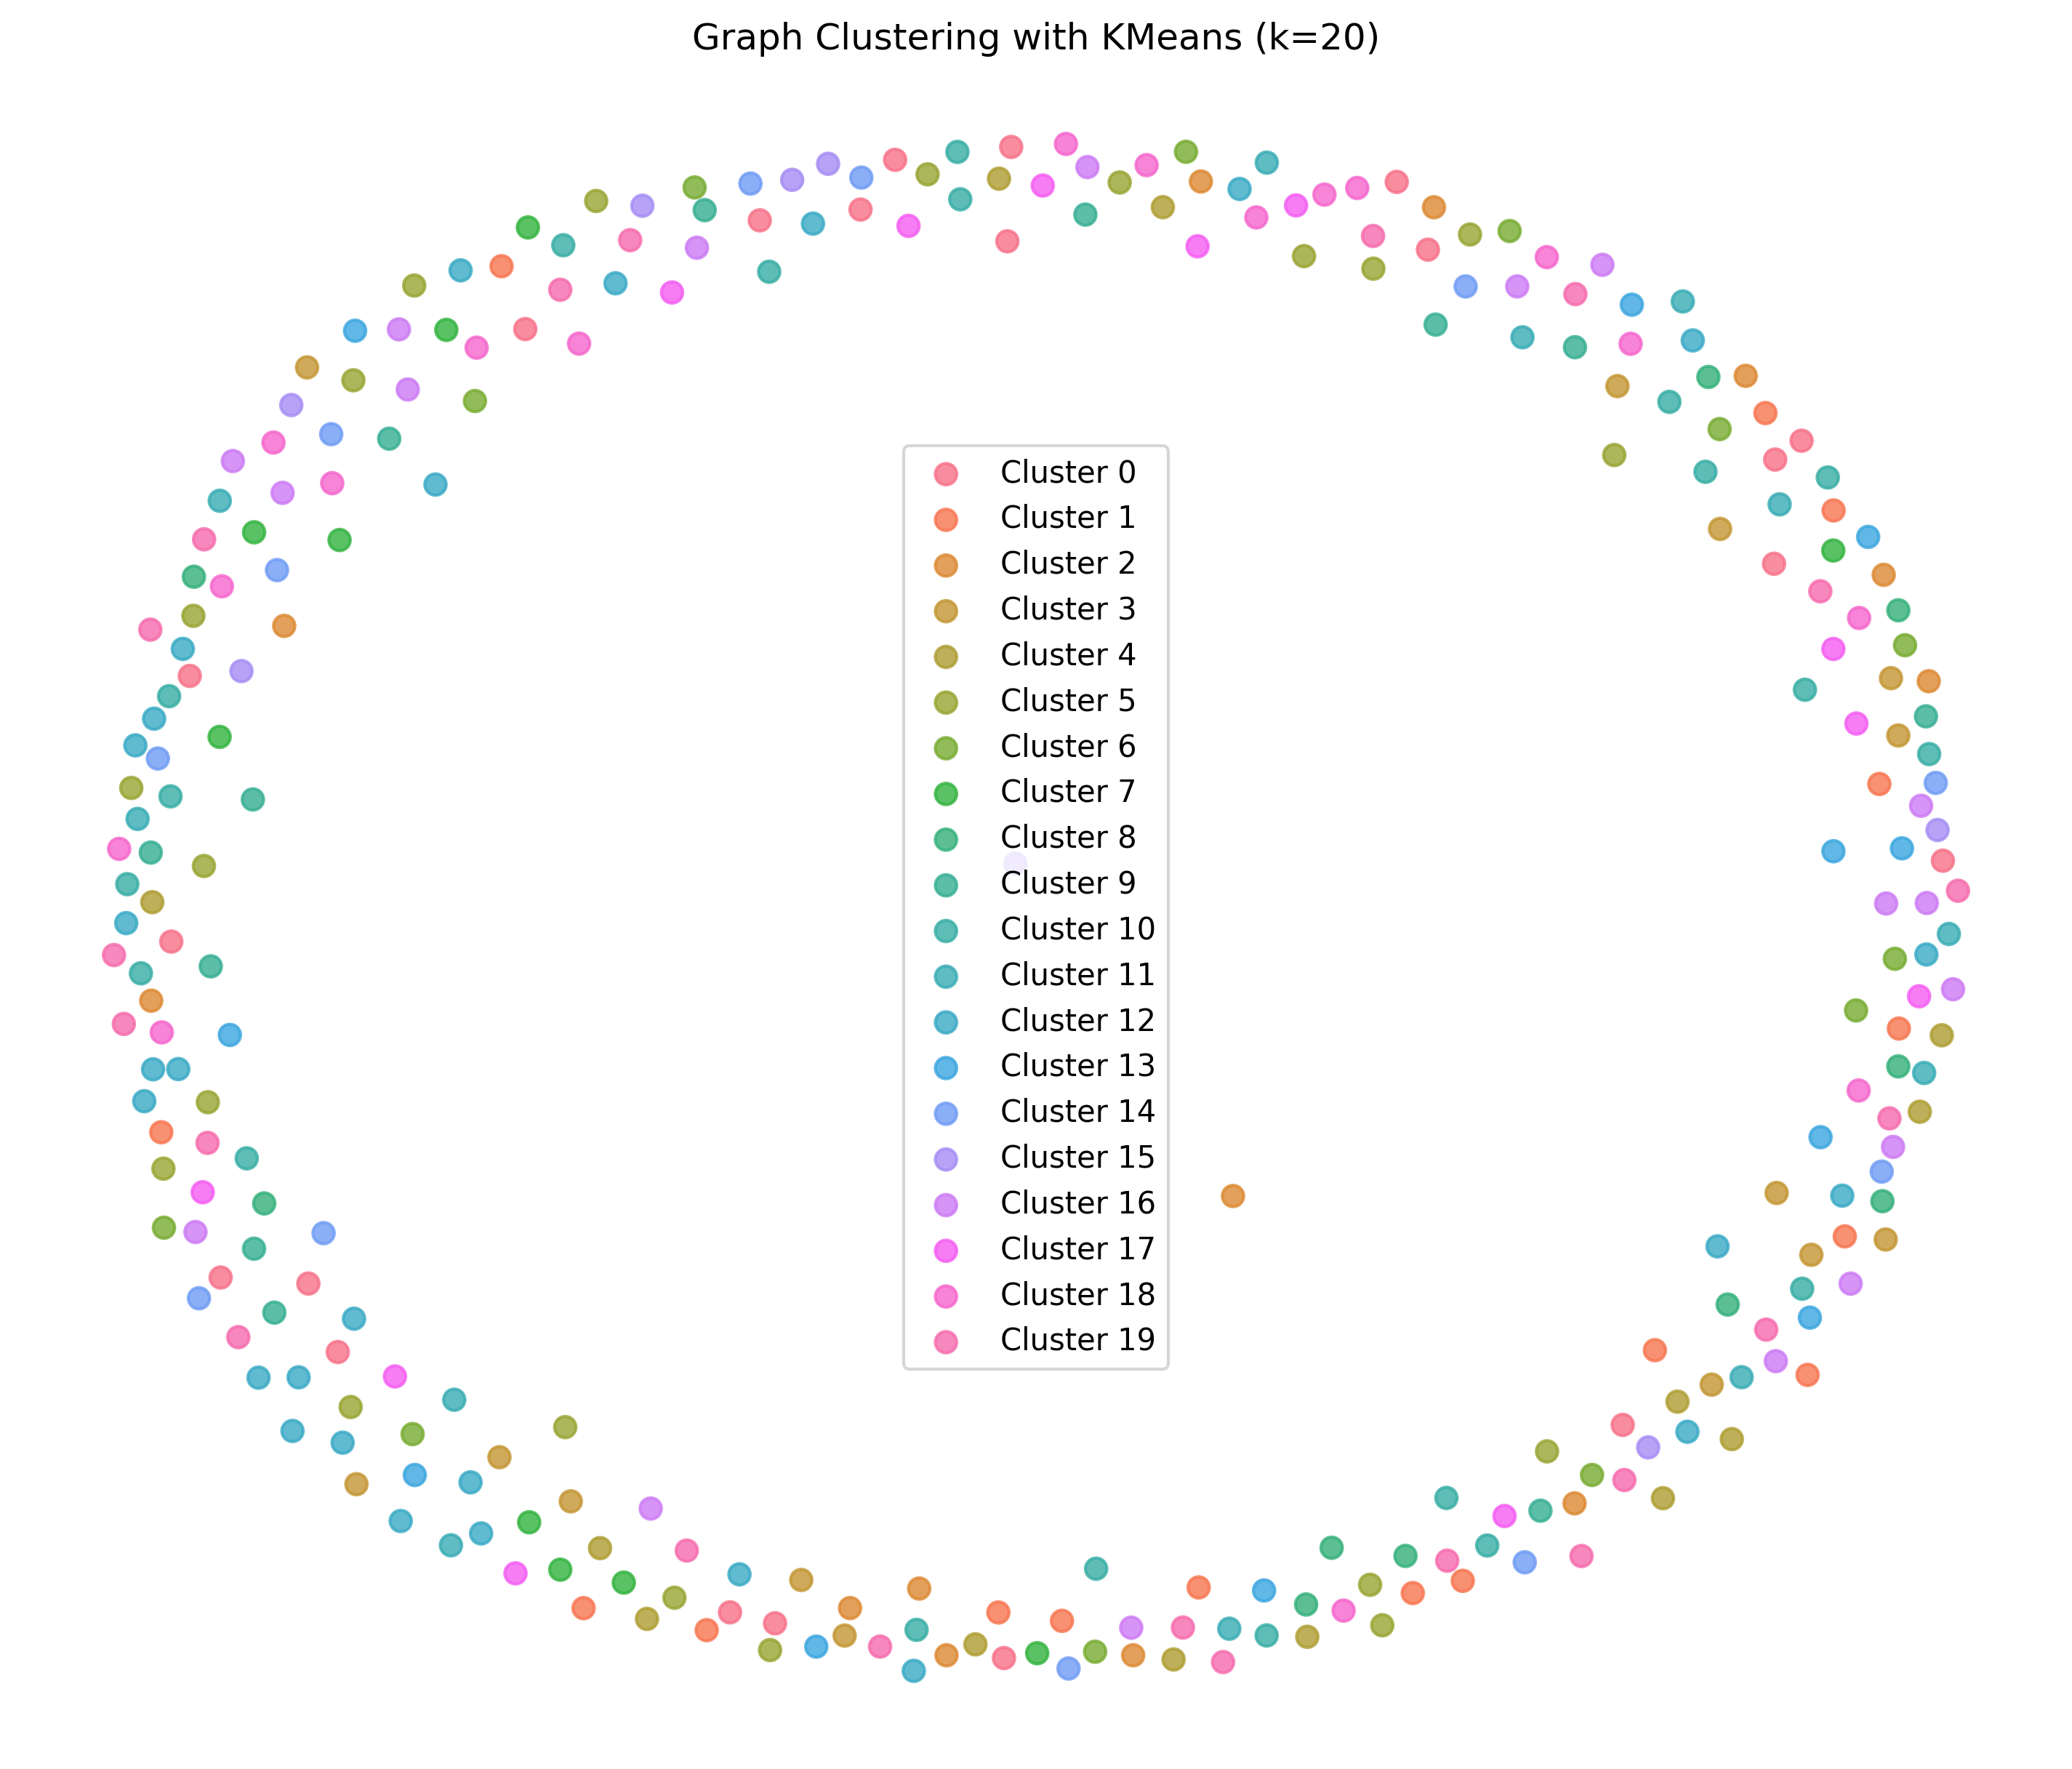 Graph Clustering with KMeans (k=20)
Cluster 0
Cluster 1
Cluster 2
Cluster 3
Cluster 4
Cluster 5
Cluster 6
Cluster 7
Cluster 8
Cluster 9
Cluster 10
Cluster 11
Cluster 12
Cluster 13
Cluster 14
Cluster 15
Cluster 16
Cluster 17
Cluster 18
Cluster 19